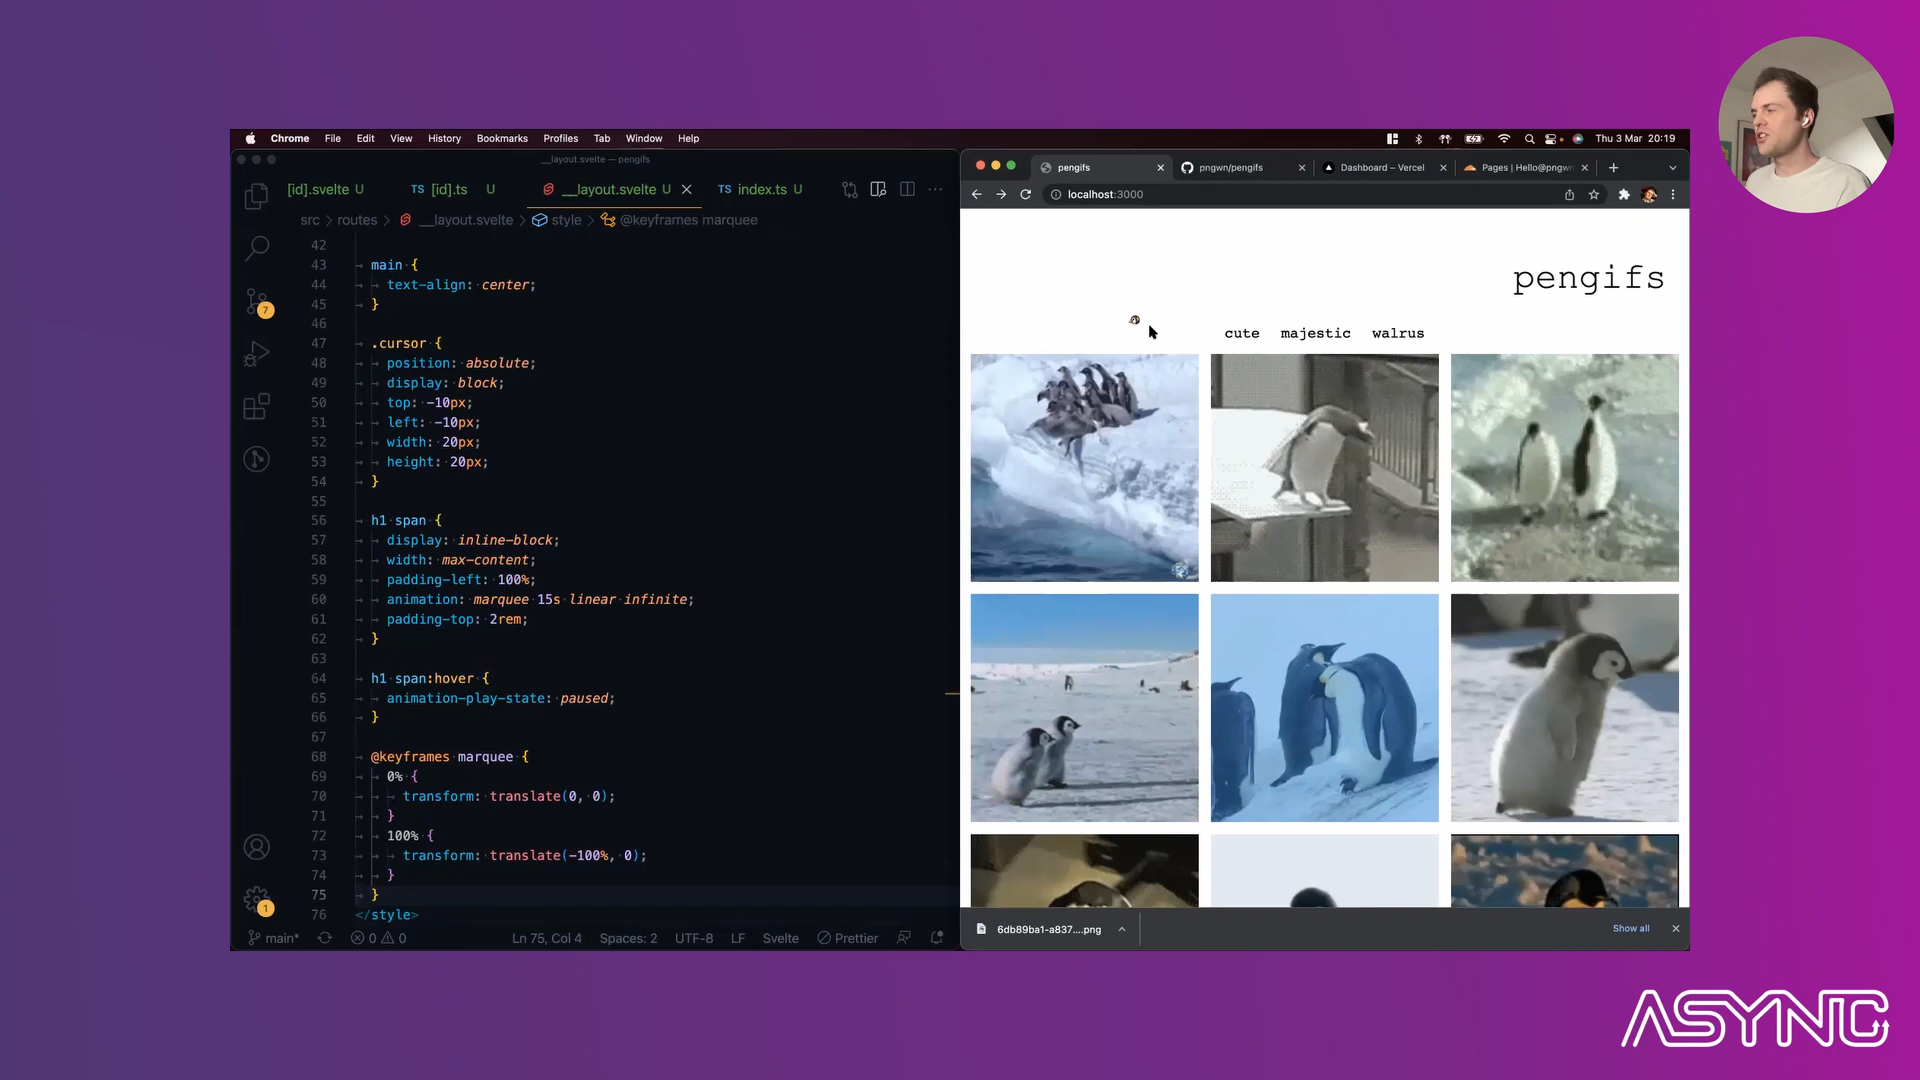 Chrome File Edit View History Bookmarks Profiles Tab Window Help
Thu 3 Mar 20:19
__layout.svelte — pengifs
[id].svelte U
TS [id].ts U
__layout.svelte U
TS index.ts U
src > routes > __layout.svelte > style > @keyframes marquee
42
43 main {
44 text-align: center;
45 }
46
47 .cursor {
48 position: absolute;
49 display: block;
50 top: -10px;
51 left: -10px;
52 width: 20px;
53 height: 20px;
54 }
55
56 h1 span {
57 display: inline-block;
58 width: max-content;
59 padding-left: 100%;
60 animation: marquee 15s linear infinite;
61 padding-top: 2rem;
62 }
63
64 h1 span:hover {
65 animation-play-state: paused;
66 }
67
68 @keyframes marquee {
69 0% {
70 transform: translate(0, 0);
71 }
72 100% {
73 transform: translate(-100%, 0);
74 }
75 }
76 </style>
7
1
main* 0 0 Ln 75, Col 4 Spaces: 2 UTF-8 LF Svelte Prettier
pengifs
pngwn/pengifs
Dashboard – Vercel
Pages | Hello@pngwn
localhost:3000
pengifs
cute majestic walrus
6db89ba1-a837....png
Show all
ASYNC